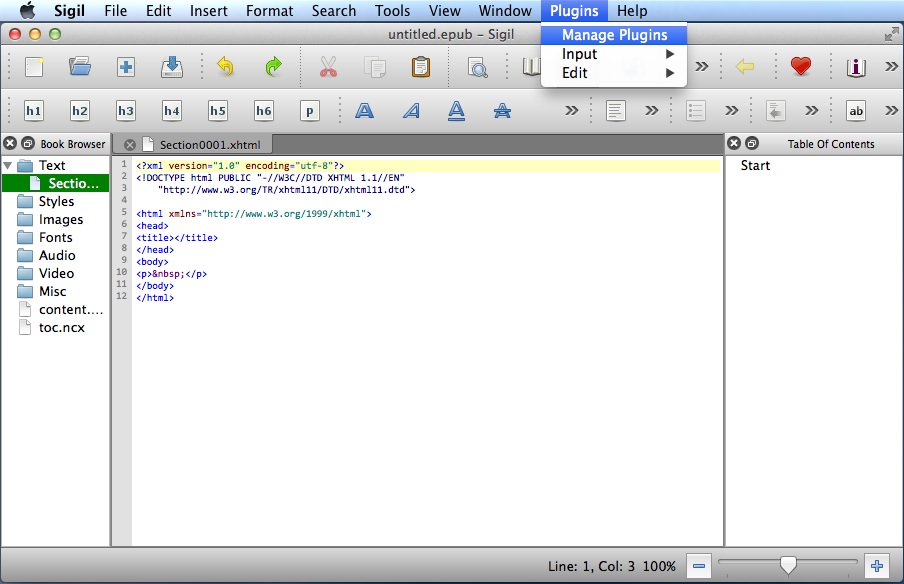 Sigil File Edit Insert Format Search Tools View Window Plugins Help
untitled.epub – Sigil
Manage Plugins
Input
Edit
h1 h2 h3 h4 h5 h6 p A A A A ab
Book Browser
Section0001.xhtml
Table Of Contents
Text
Sectio...
Styles
Images
Fonts
Audio
Video
Misc
content....
toc.ncx
1 <?xml version="1.0" encoding="utf-8"?>
2 <!DOCTYPE html PUBLIC "-//W3C//DTD XHTML 1.1//EN"
3 "http://www.w3.org/TR/xhtml11/DTD/xhtml11.dtd">
4
5 <html xmlns="http://www.w3.org/1999/xhtml">
6 <head>
7 <title></title>
8 </head>
9 <body>
10 <p>&nbsp;</p>
11 </body>
12 </html>
Start
Line: 1, Col: 3 100%